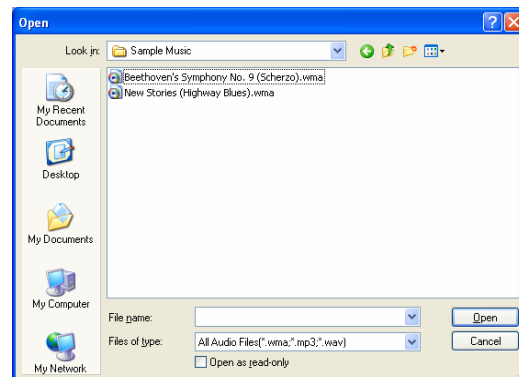 Open
Look in: Sample Music
Beethoven's Symphony No. 9 (Scherzo).wma
New Stories (Highway Blues).wma
My Recent
Documents
Desktop
My Documents
My Computer
My Network
File name: Open
Files of type: All Audio Files(*.wma;*.mp3;*.wav) Cancel
Open as read-only